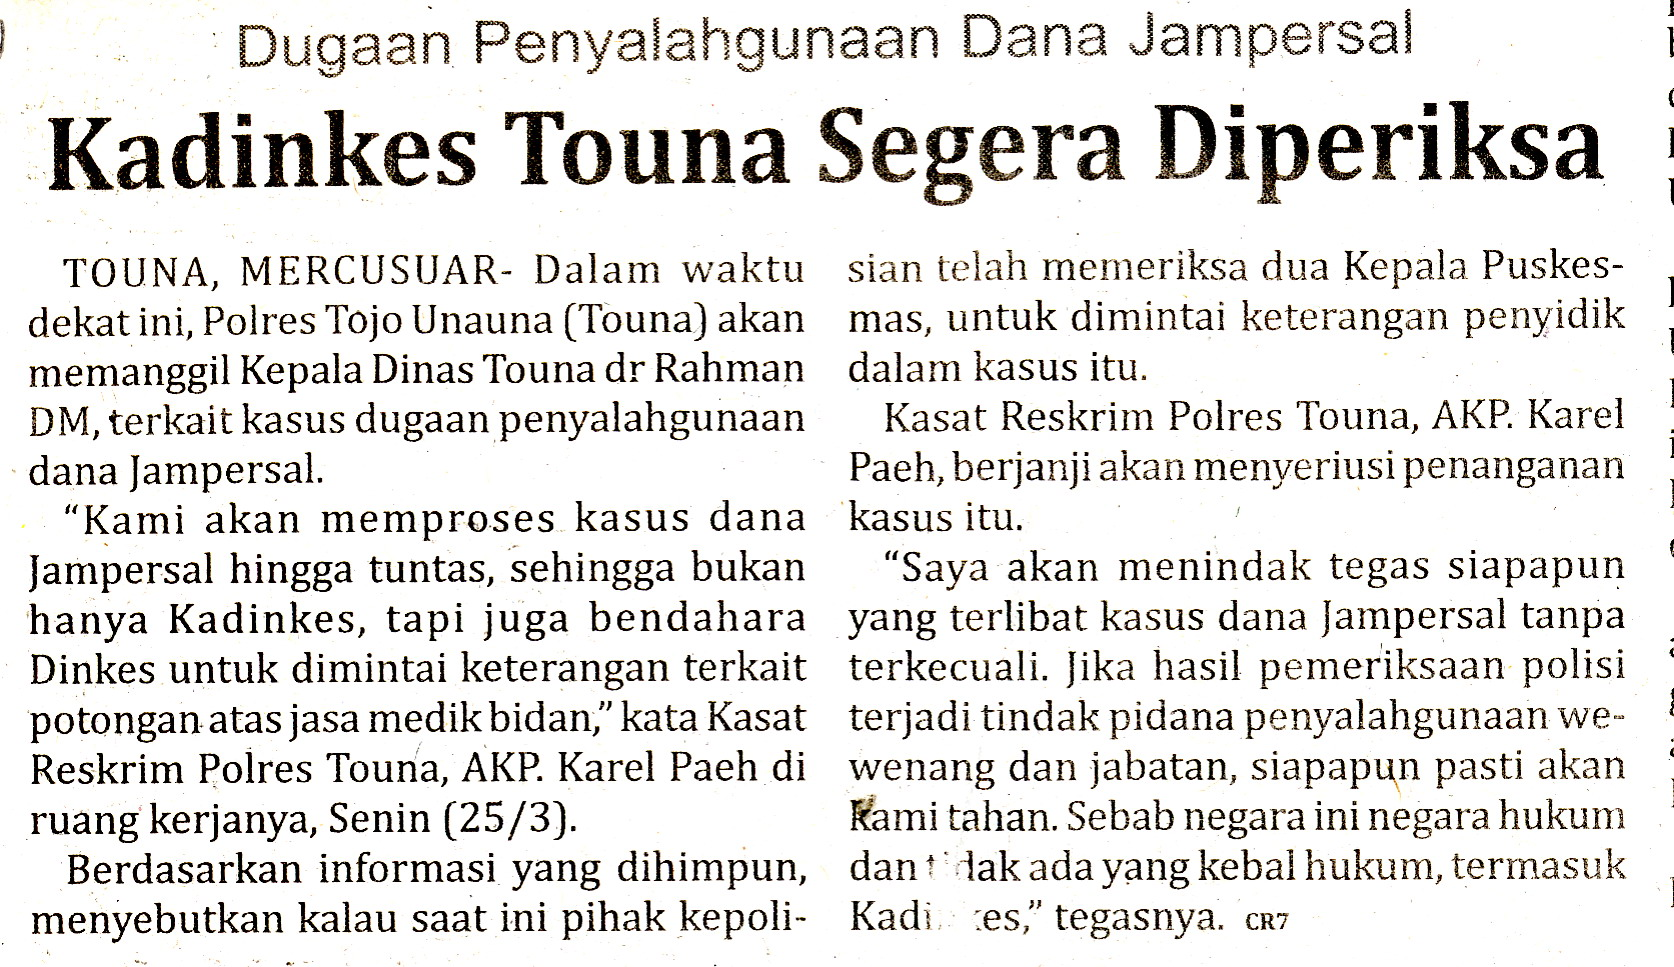 Dugaan Penyalahgunaan Dana Jampersal
Kadinkes Touna Segera Diperiksa
TOUNA, MERCUSUAR- Dalam waktu
dekat ini, Polres Tojo Unauna (Touna) akan
memanggil Kepala Dinas Touna dr Rahman
DM, terkait kasus dugaan penyalahgunaan
dana Jampersal.
“Kami akan memproses kasus dana
Jampersal hingga tuntas, sehingga bukan
hanya Kadinkes, tapi juga bendahara
Dinkes untuk dimintai keterangan terkait
potongan atas jasa medik bidan,” kata Kasat
Reskrim Polres Touna, AKP. Karel Paeh di
ruang kerjanya, Senin (25/3).
Berdasarkan informasi yang dihimpun,
menyebutkan kalau saat ini pihak kepoli-
sian telah memeriksa dua Kepala Puskes-
mas, untuk dimintai keterangan penyidik
dalam kasus itu.
Kasat Reskrim Polres Touna, AKP. Karel
Paeh, berjanji akan menyeriusi penanganan
kasus itu.
“Saya akan menindak tegas siapapun
yang terlibat kasus dana Jampersal tanpa
terkecuali. Jika hasil pemeriksaan polisi
terjadi tindak pidana penyalahgunaan we-
wenang dan jabatan, siapapun pasti akan
Kami tahan. Sebab negara ini negara hukum
dan tidak ada yang kebal hukum, termasuk
Kadinkes,” tegasnya. CR7